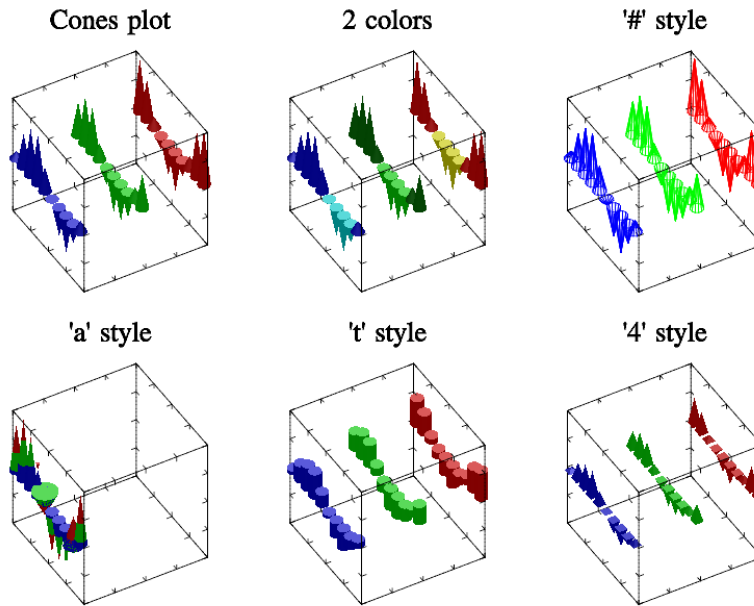 Cones plot
2 colors
'#' style
'a' style
't' style
'4' style